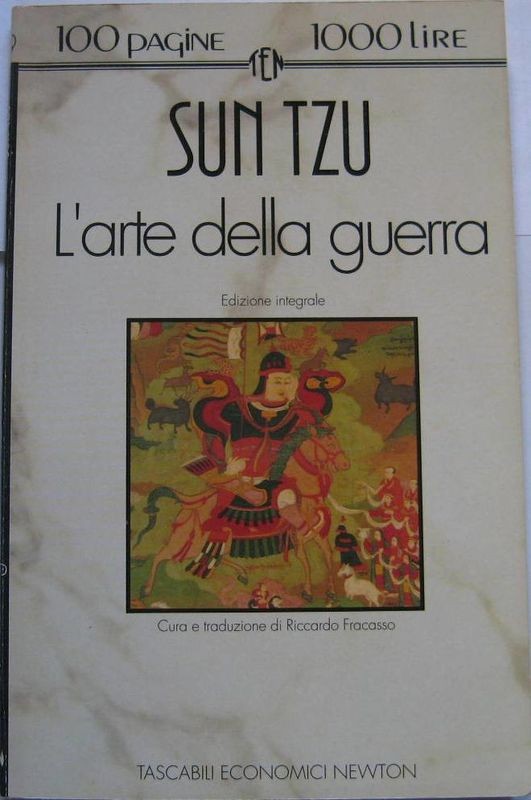 100 PAGINE 1000 LIRE
TEN
SUN TZU
L'arte della guerra
Edizione integrale
Cura e traduzione di Riccardo Fracasso
TASCABILI ECONOMICI NEWTON